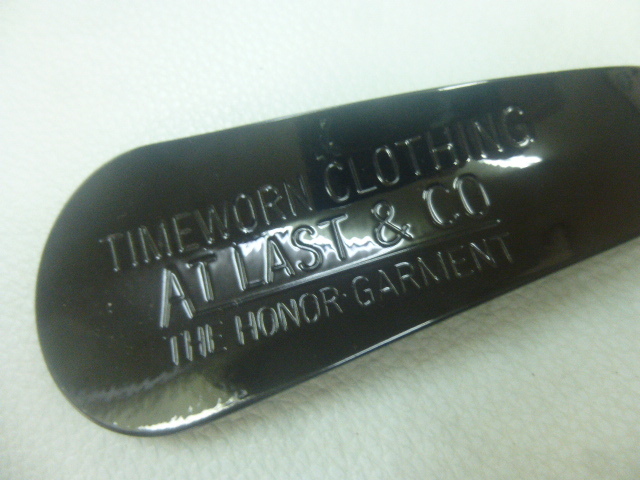 TIMEWORN CLOTHING
AT LAST & CO
THE HONOR GARMENT